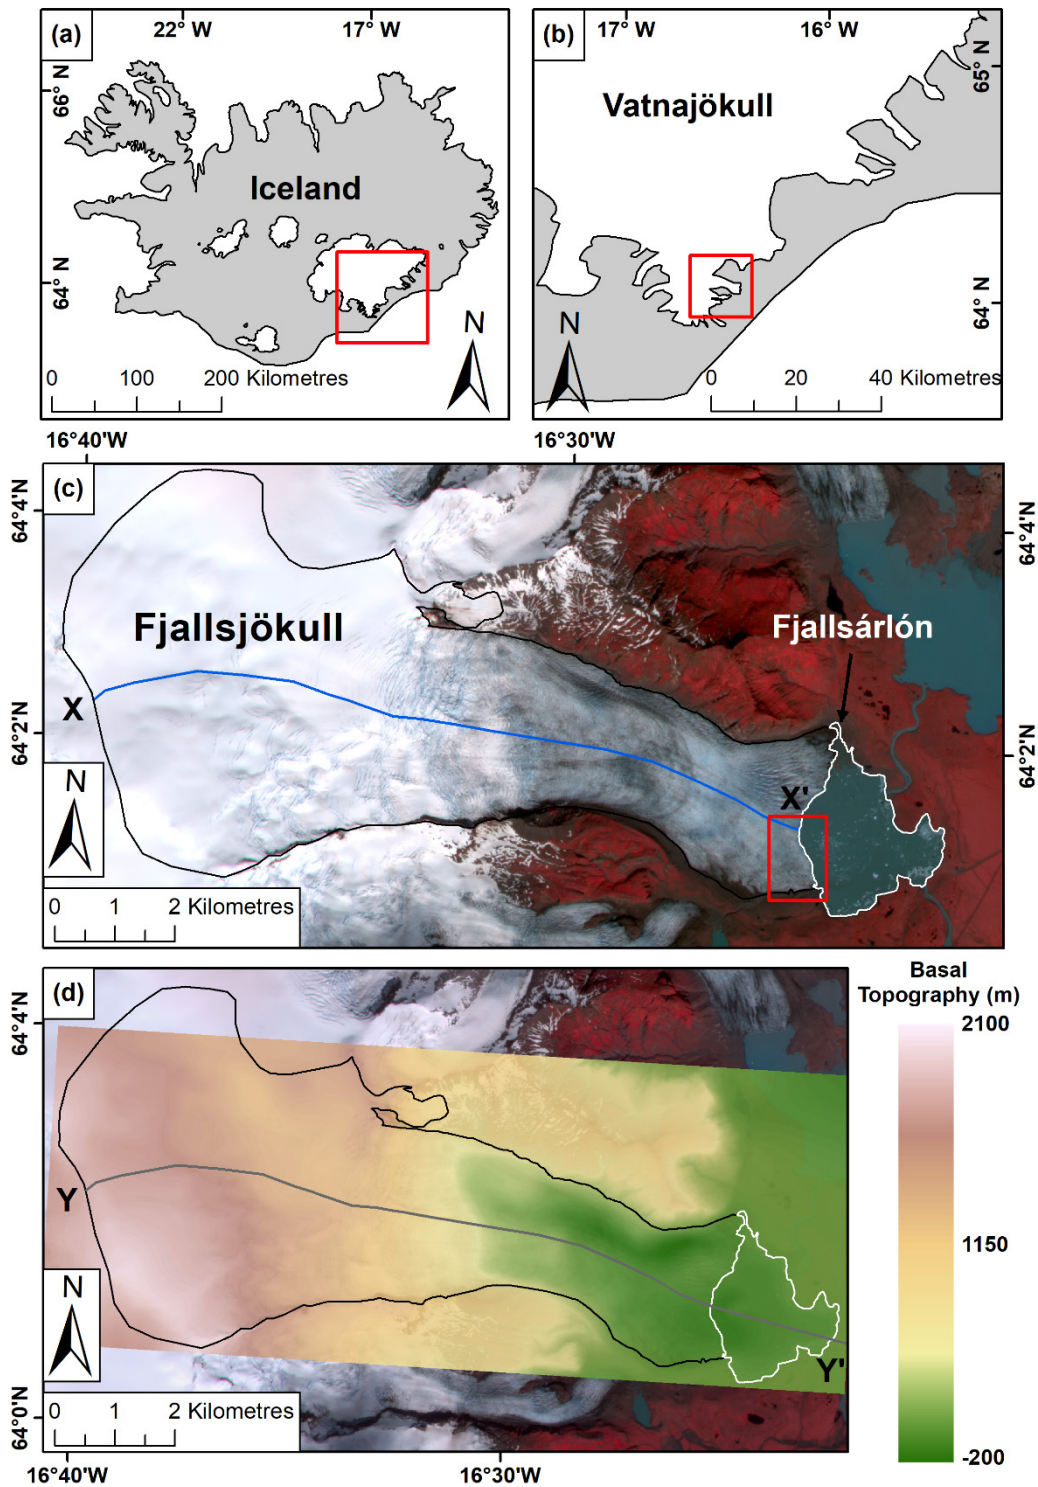 (a)
22° W
17° W
66° N
64° N
Iceland
N
0 100 200 Kilometres
(b)
17° W
16° W
65° N
64° N
Vatnajökull
N
0 20 40 Kilometres
16°40'W
16°30'W
(c)
64°4'N
64°4'N
64°2'N
64°2'N
Fjallsjökull
Fjallsárlón
X
X'
N
0 1 2 Kilometres
(d)
64°4'N
64°0'N
Y
Y'
N
0 1 2 Kilometres
16°40'W
16°30'W
Basal
Topography (m)
2100
1150
-200